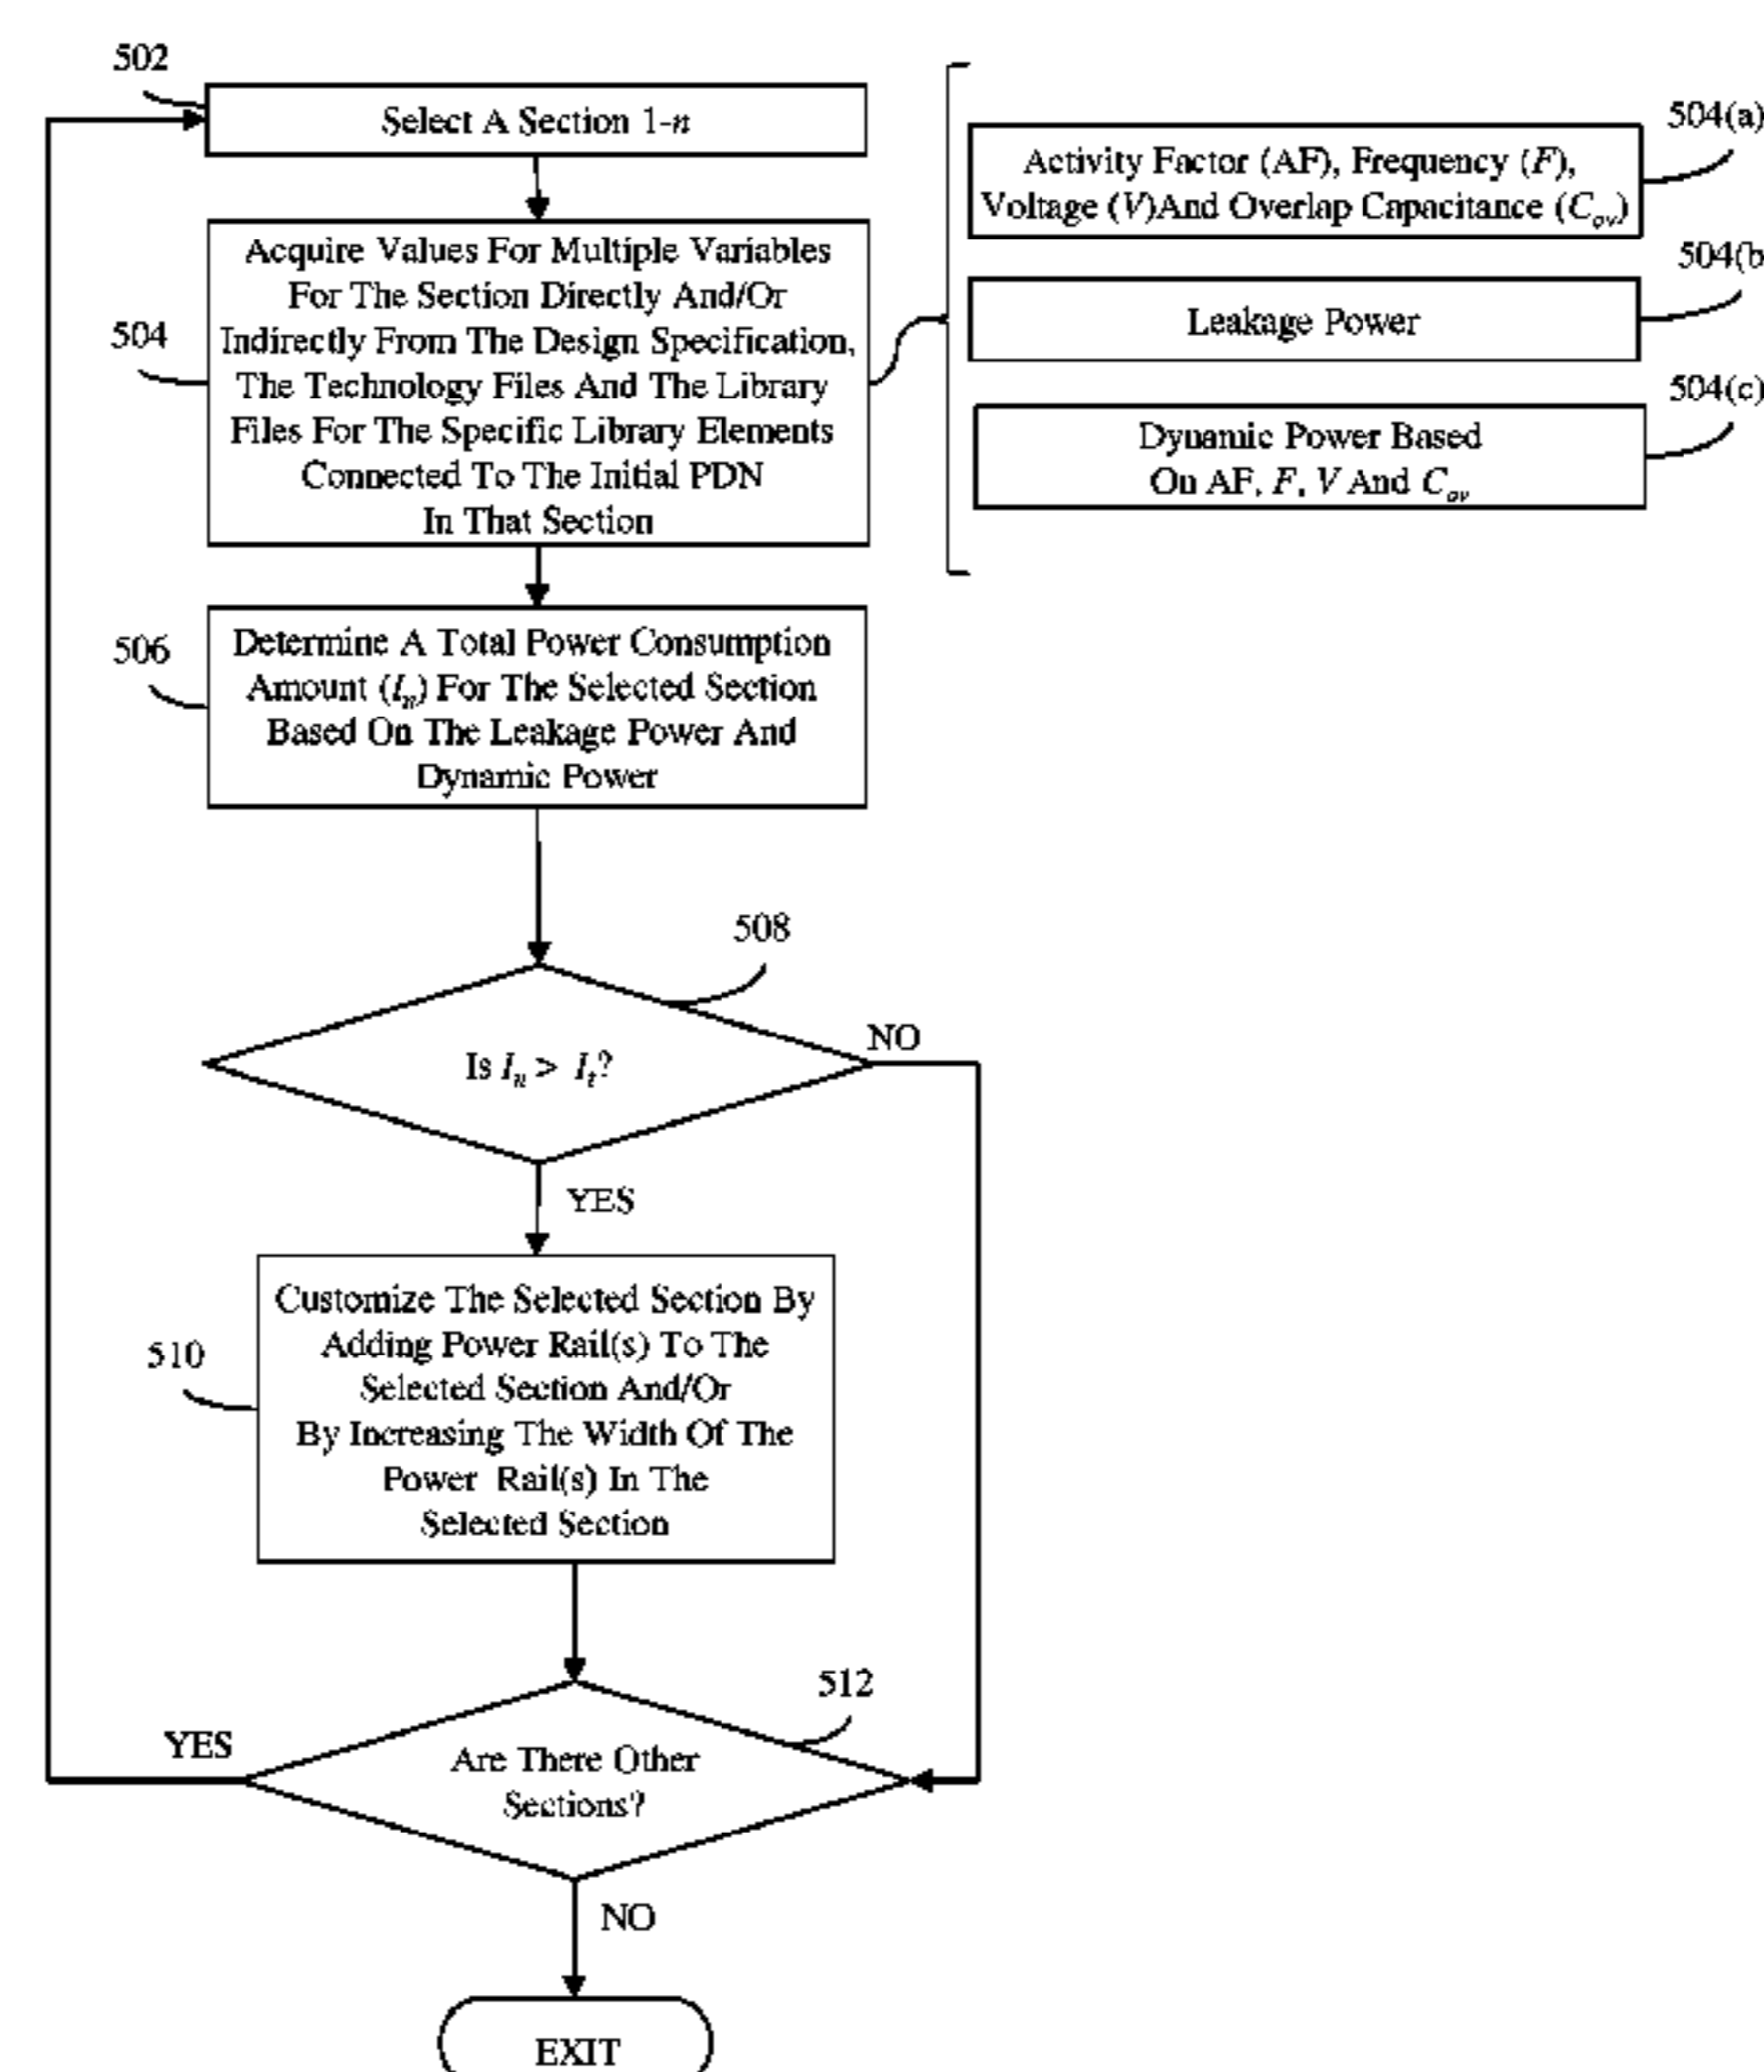 502
Select A Section 1-n
504
Acquire Values For Multiple Variables
For The Section Directly And/Or
Indirectly From The Design Specification,
The Technology Files And The Library
Files For The Specific Library Elements
Connected To The Initial PDN
In That Section
504(a)
Activity Factor (AF), Frequency (F),
Voltage (V)And Overlap Capacitance (Cov)
504(b
Leakage Power
504(c)
Dynamic Power Based
On AF, F, V And Cov
506
Determine A Total Power Consumption
Amount (In) For The Selected Section
Based On The Leakage Power And
Dynamic Power
508
Is In > It?
NO
YES
510
Customize The Selected Section By
Adding Power Rail(s) To The
Selected Section And/Or
By Increasing The Width Of The
Power Rail(s) In The
Selected Section
512
Are There Other
Sections?
YES
NO
EXIT